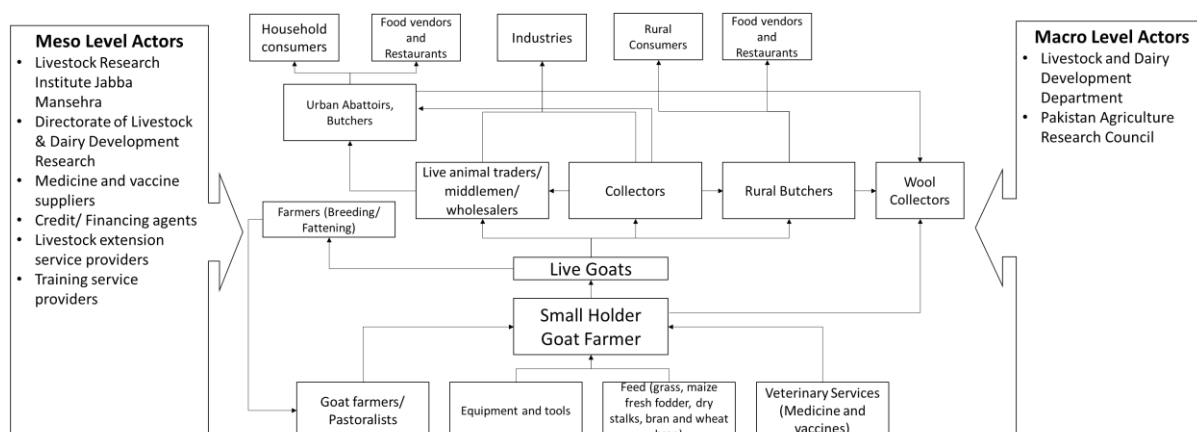 Meso Level Actors
• Livestock Research
Institute Jabba
Mansehra
• Directorate of Livestock
& Dairy Development
Research
• Medicine and vaccine
suppliers
• Credit/ Financing agents
• Livestock extension
service providers
• Training service
providers
Household
consumers
Food vendors
and
Restaurants
Industries
Rural
Consumers
Food vendors
and
Restaurants
Urban Abattoirs,
Butchers
Live animal traders/
middlemen/
wholesalers
Collectors
Rural Butchers
Wool
Collectors
Farmers (Breeding/
Fattening)
Live Goats
Small Holder
Goat Farmer
Goat farmers/
Pastoralists
Equipment and tools
Feed (grass, maize
fresh fodder, dry
stalks, bran and wheat
Veterinary Services
(Medicine and
vaccines)
Macro Level Actors
• Livestock and Dairy
Development
Department
• Pakistan Agriculture
Research Council